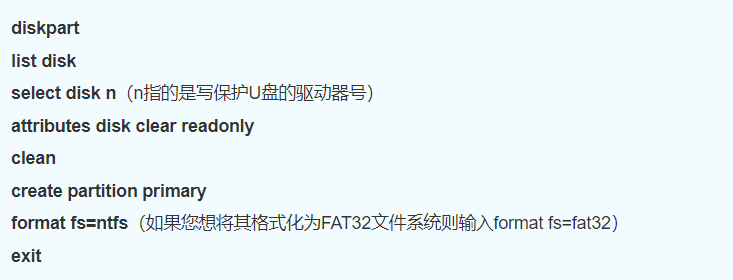 diskpart
list disk
select disk n（n指的是写保护U盘的驱动器号）
attributes disk clear readonly
clean
create partition primary
format fs=ntfs（如果您想将其格式化为FAT32文件系统则输入format fs=fat32）
exit